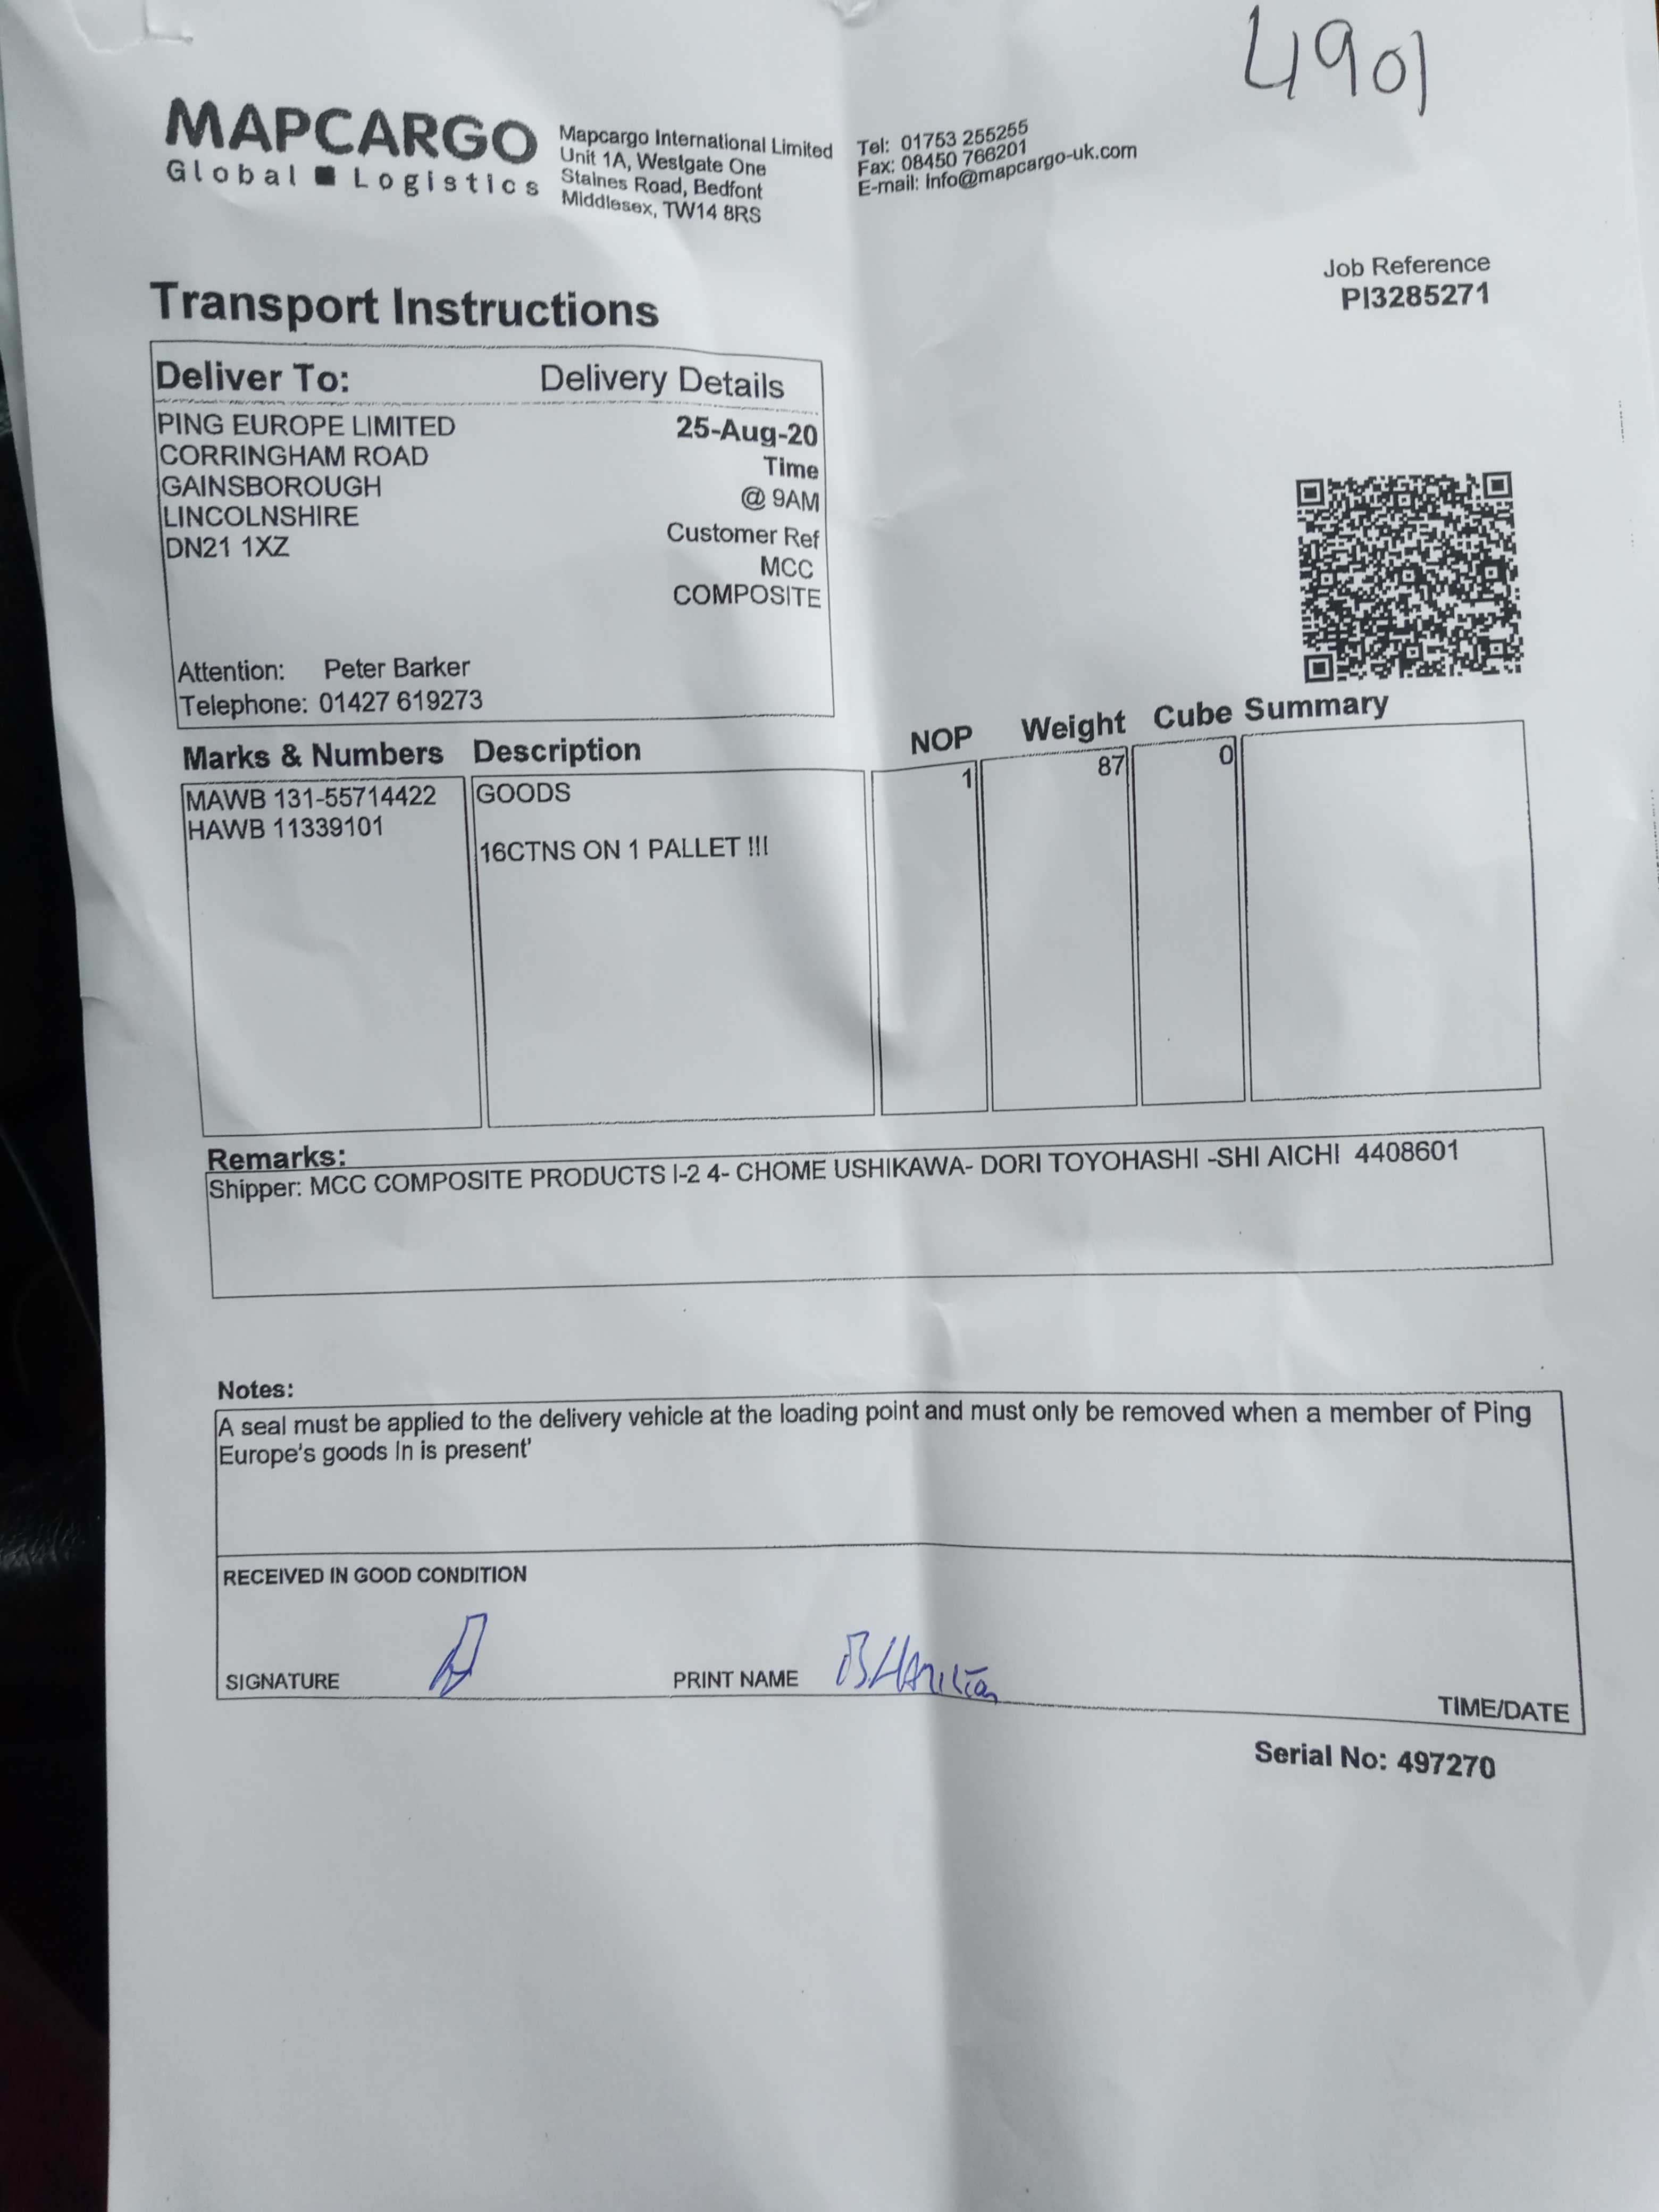 4901
MAPCARGO
Global ■ Logistics
Mapcargo International Limited
Unit 1A, Westgate One
Staines Road, Bedfont
Middlesex, TW14 8RS
Tel: 01753 255255
Fax: 08450 766201
E-mail: Info@mapcargo-uk.com
Job Reference
PI3285271
Transport Instructions
Deliver To: Delivery Details
PING EUROPE LIMITED
CORRINGHAM ROAD
GAINSBOROUGH
LINCOLNSHIRE
DN21 1XZ
25-Aug-20
Time
@ 9AM
Customer Ref
MCC
COMPOSITE
Attention: Peter Barker
Telephone: 01427 619273
Marks & Numbers Description NOP Weight Cube Summary
MAWB 131-55714422 GOODS 1 87 0
HAWB 11339101
16CTNS ON 1 PALLET !!!
Remarks:
Shipper: MCC COMPOSITE PRODUCTS I-2 4- CHOME USHIKAWA- DORI TOYOHASHI -SHI AICHI 4408601
Notes:
A seal must be applied to the delivery vehicle at the loading point and must only be removed when a member of Ping
Europe's goods In is present'
RECEIVED IN GOOD CONDITION
SIGNATURE PRINT NAME
TIME/DATE
Serial No: 497270